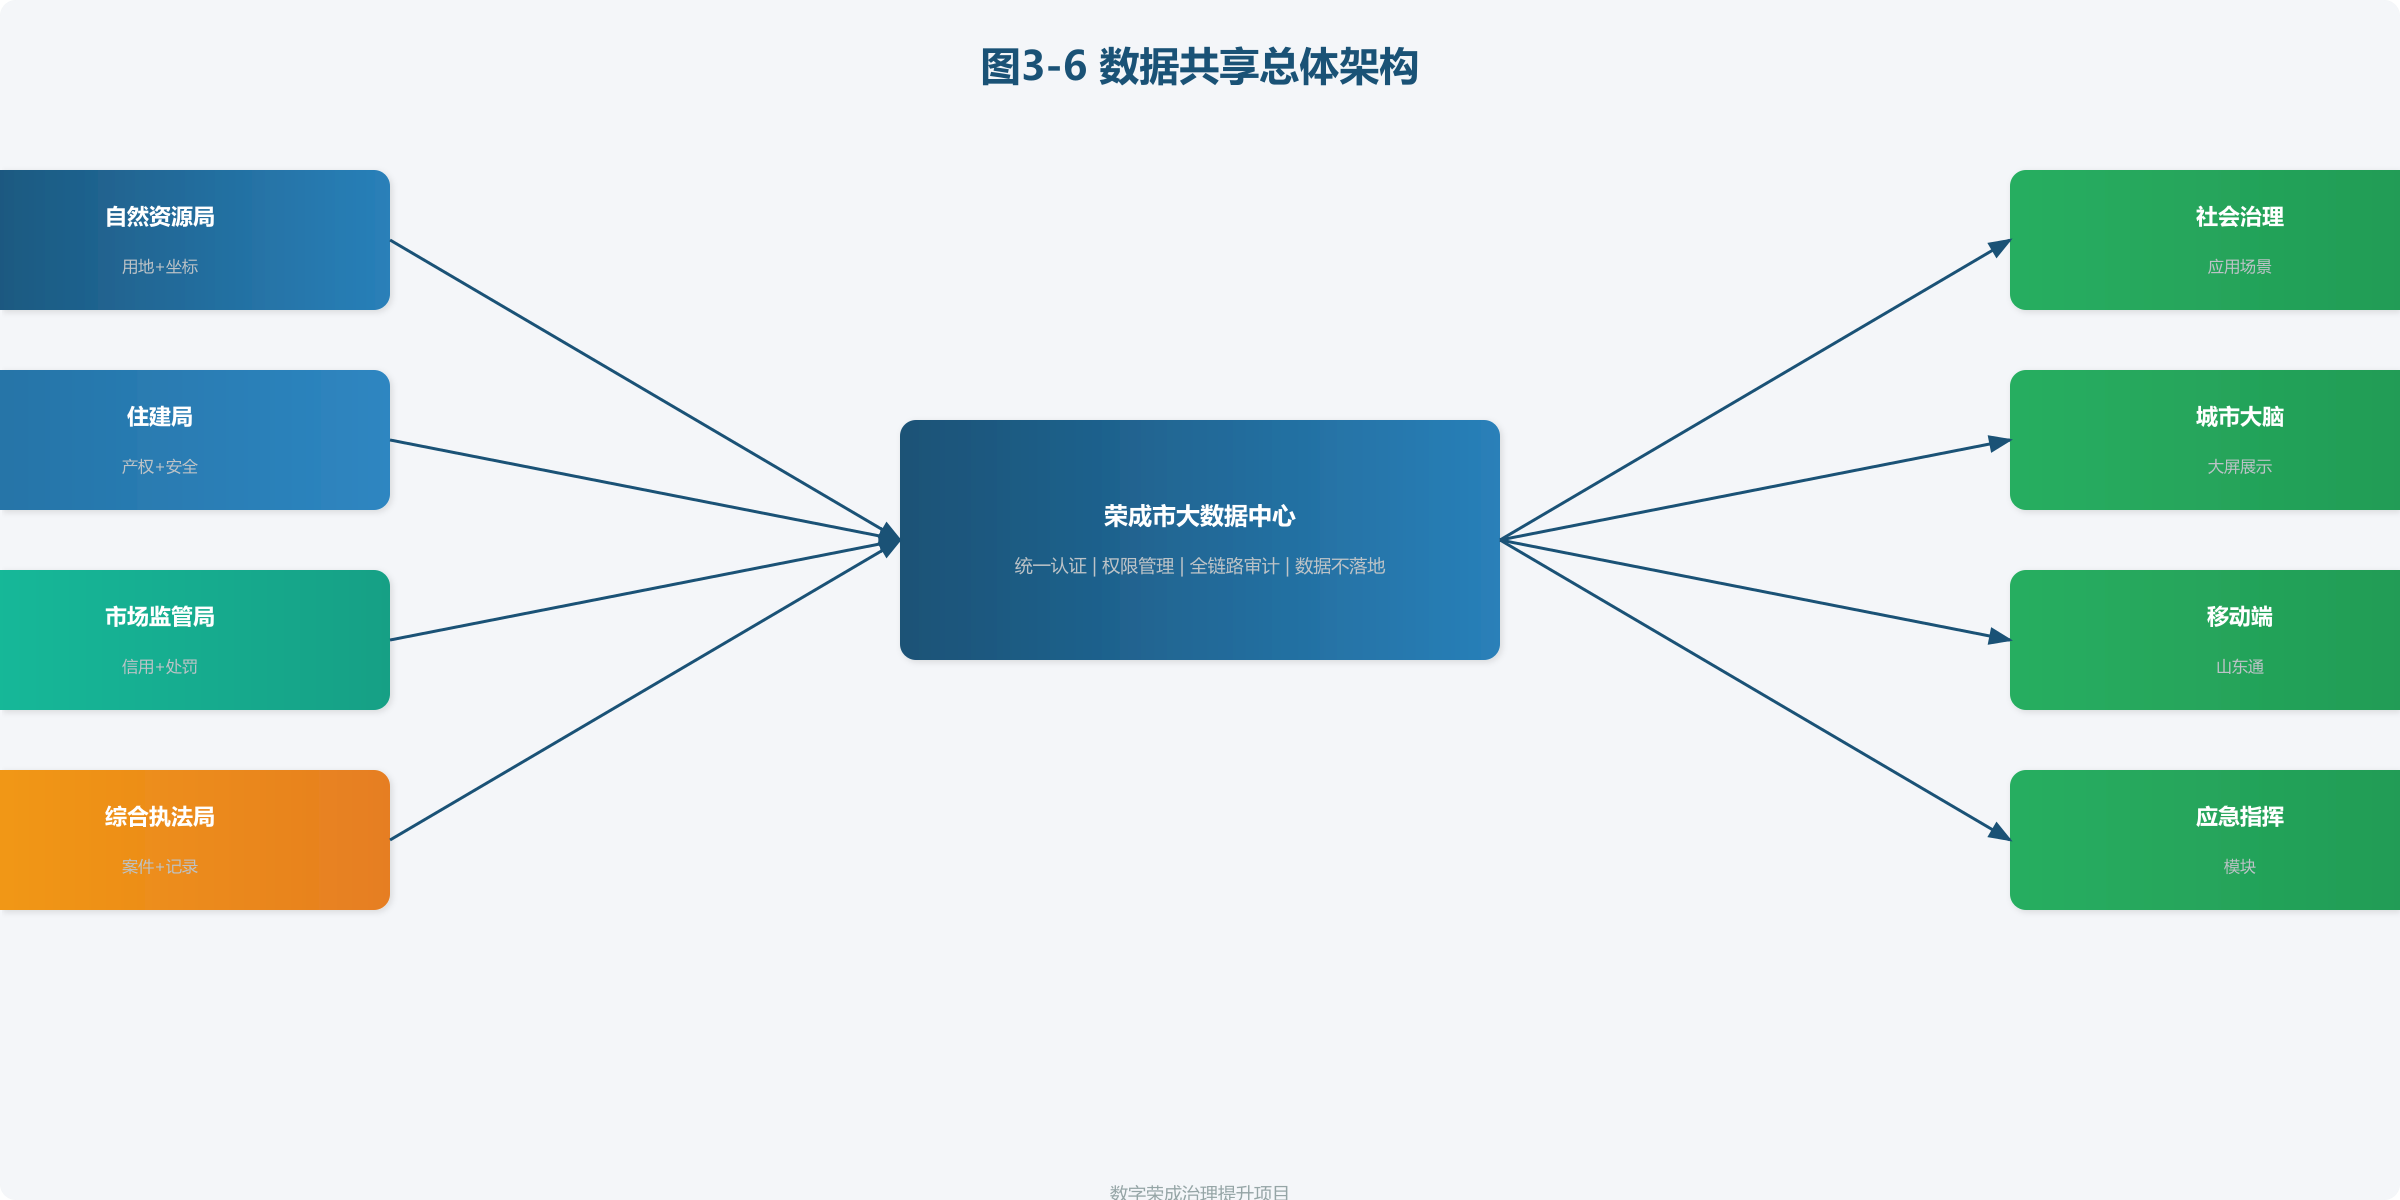 图3-6 数据共享总体架构
自然资源局
用地+坐标
住建局
产权+安全
市场监管局
信用+处罚
综合执法局
案件+记录
荣成市大数据中心
统一认证 | 权限管理 | 全链路审计 | 数据不落地
社会治理
应用场景
城市大脑
大屏展示
移动端
山东通
应急指挥
模块
数字荣成治理提升项目